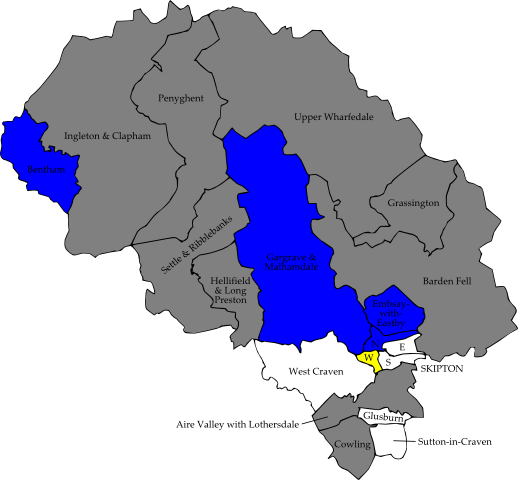 Penyghent
Upper Wharfedale
Ingleton & Clapham
Bentham
Grassington
Settle & Ribblebanks
Gargrave &
Malhamdale
Hellifield
& Long
Preston
Barden Fell
Embsay-
with-
Eastby
N
E
W
S
SKIPTON
West Craven
Glusburn
Aire Valley with Lothersdale
Cowling
Sutton-in-Craven